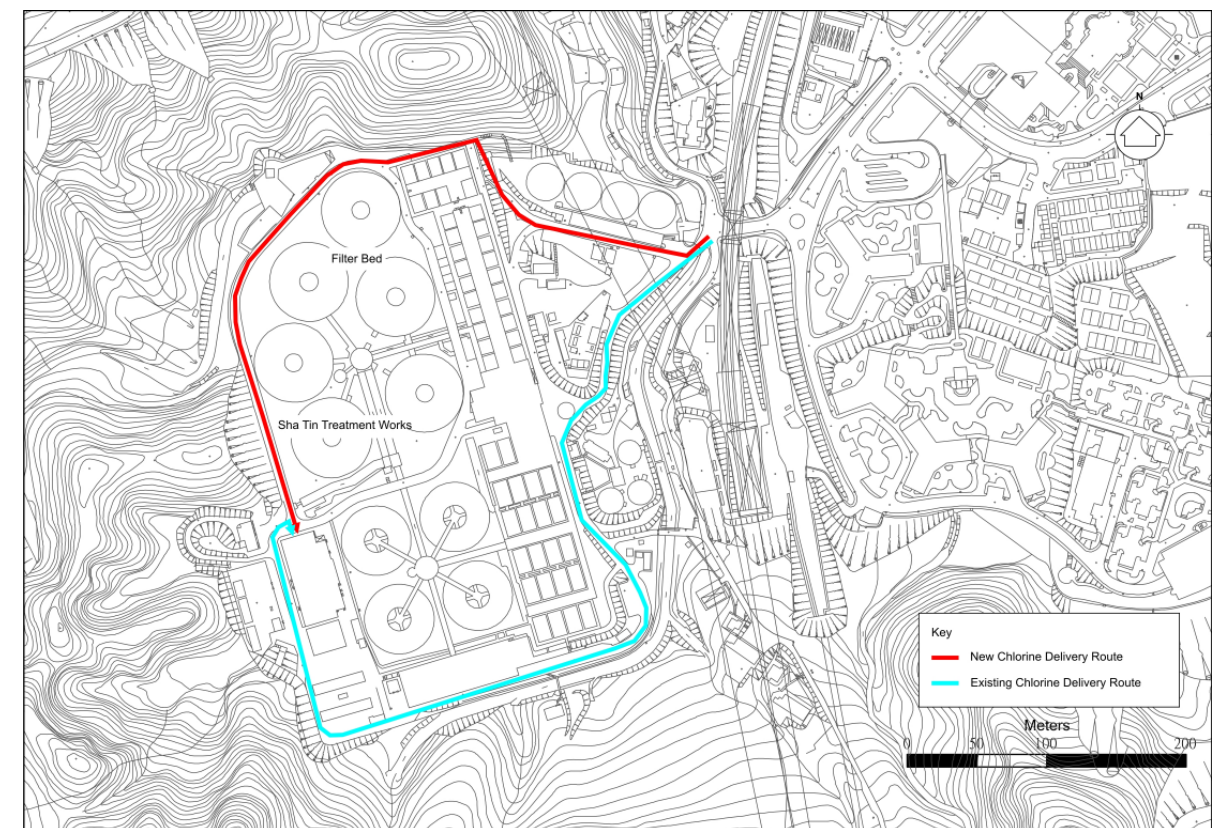 N
Filter Bed
Sha Tin Treatment Works
Key
New Chlorine Delivery Route
Existing Chlorine Delivery Route
Meters
0 50 100 200